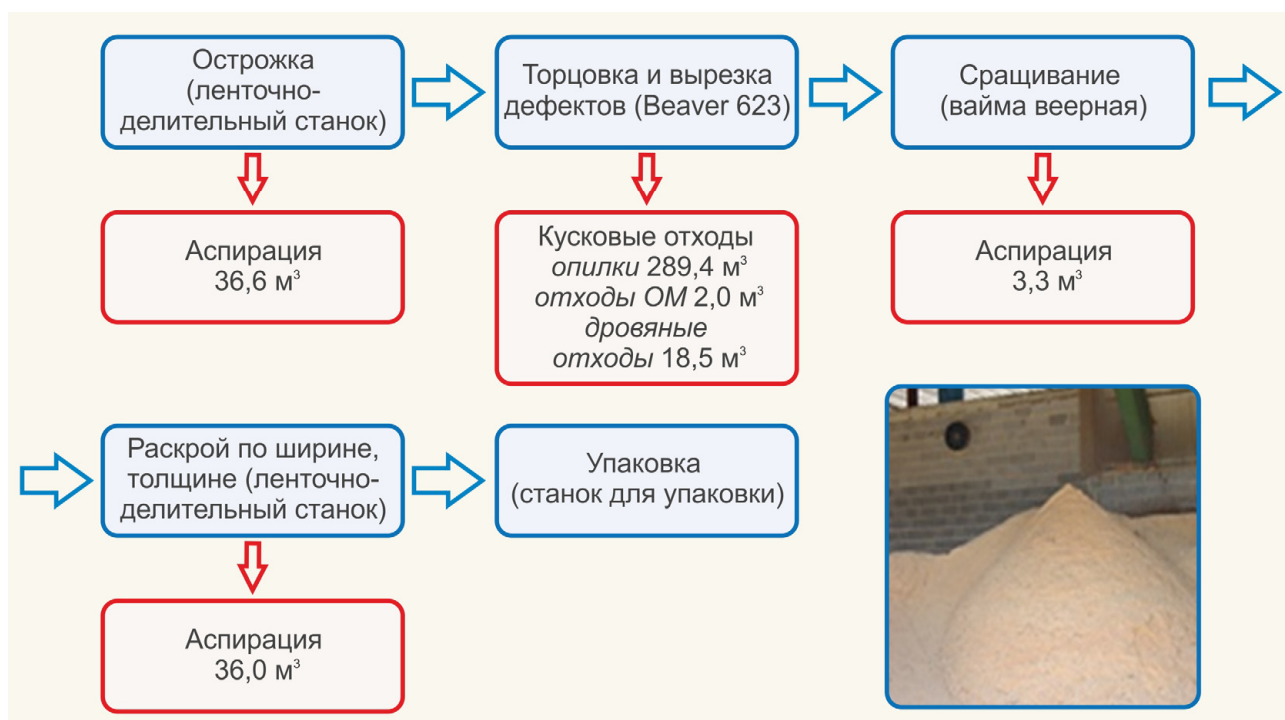 Острожка
(ленточно-
делительный станок)
Торцовка и вырезка
дефектов (Beaver 623)
Сращивание
(вайма веерная)
Аспирация
36,6 м³
Кусковые отходы
опилки 289,4 м³
отходы ОМ 2,0 м³
дровяные
отходы 18,5 м³
Аспирация
3,3 м³
Раскрой по ширине,
толщине (ленточно-
делительный станок)
Упаковка
(станок для упаковки)
Аспирация
36,0 м³